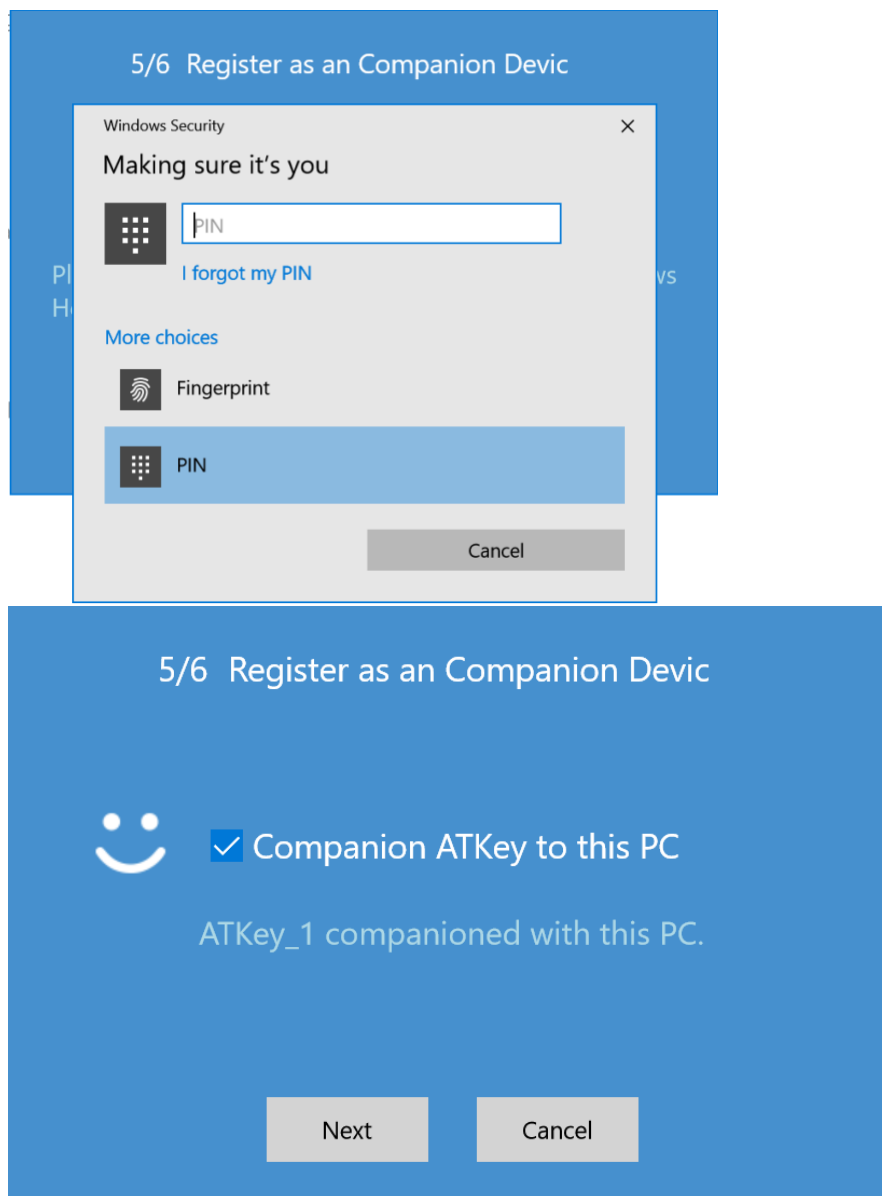 5/6 Register as an Companion Devic
Windows Security
Making sure it's you
PIN
I forgot my PIN
More choices
Fingerprint
PIN
Cancel
5/6 Register as an Companion Devic
Companion ATKey to this PC
ATKey_1 companioned with this PC.
Next
Cancel